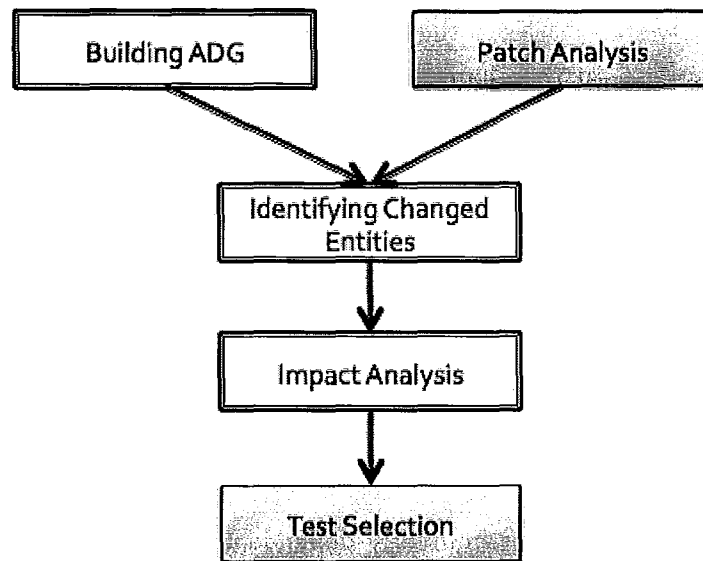 Building ADG
Patch Analysis
Identifying Changed
Entities
Impact Analysis
Test Selection